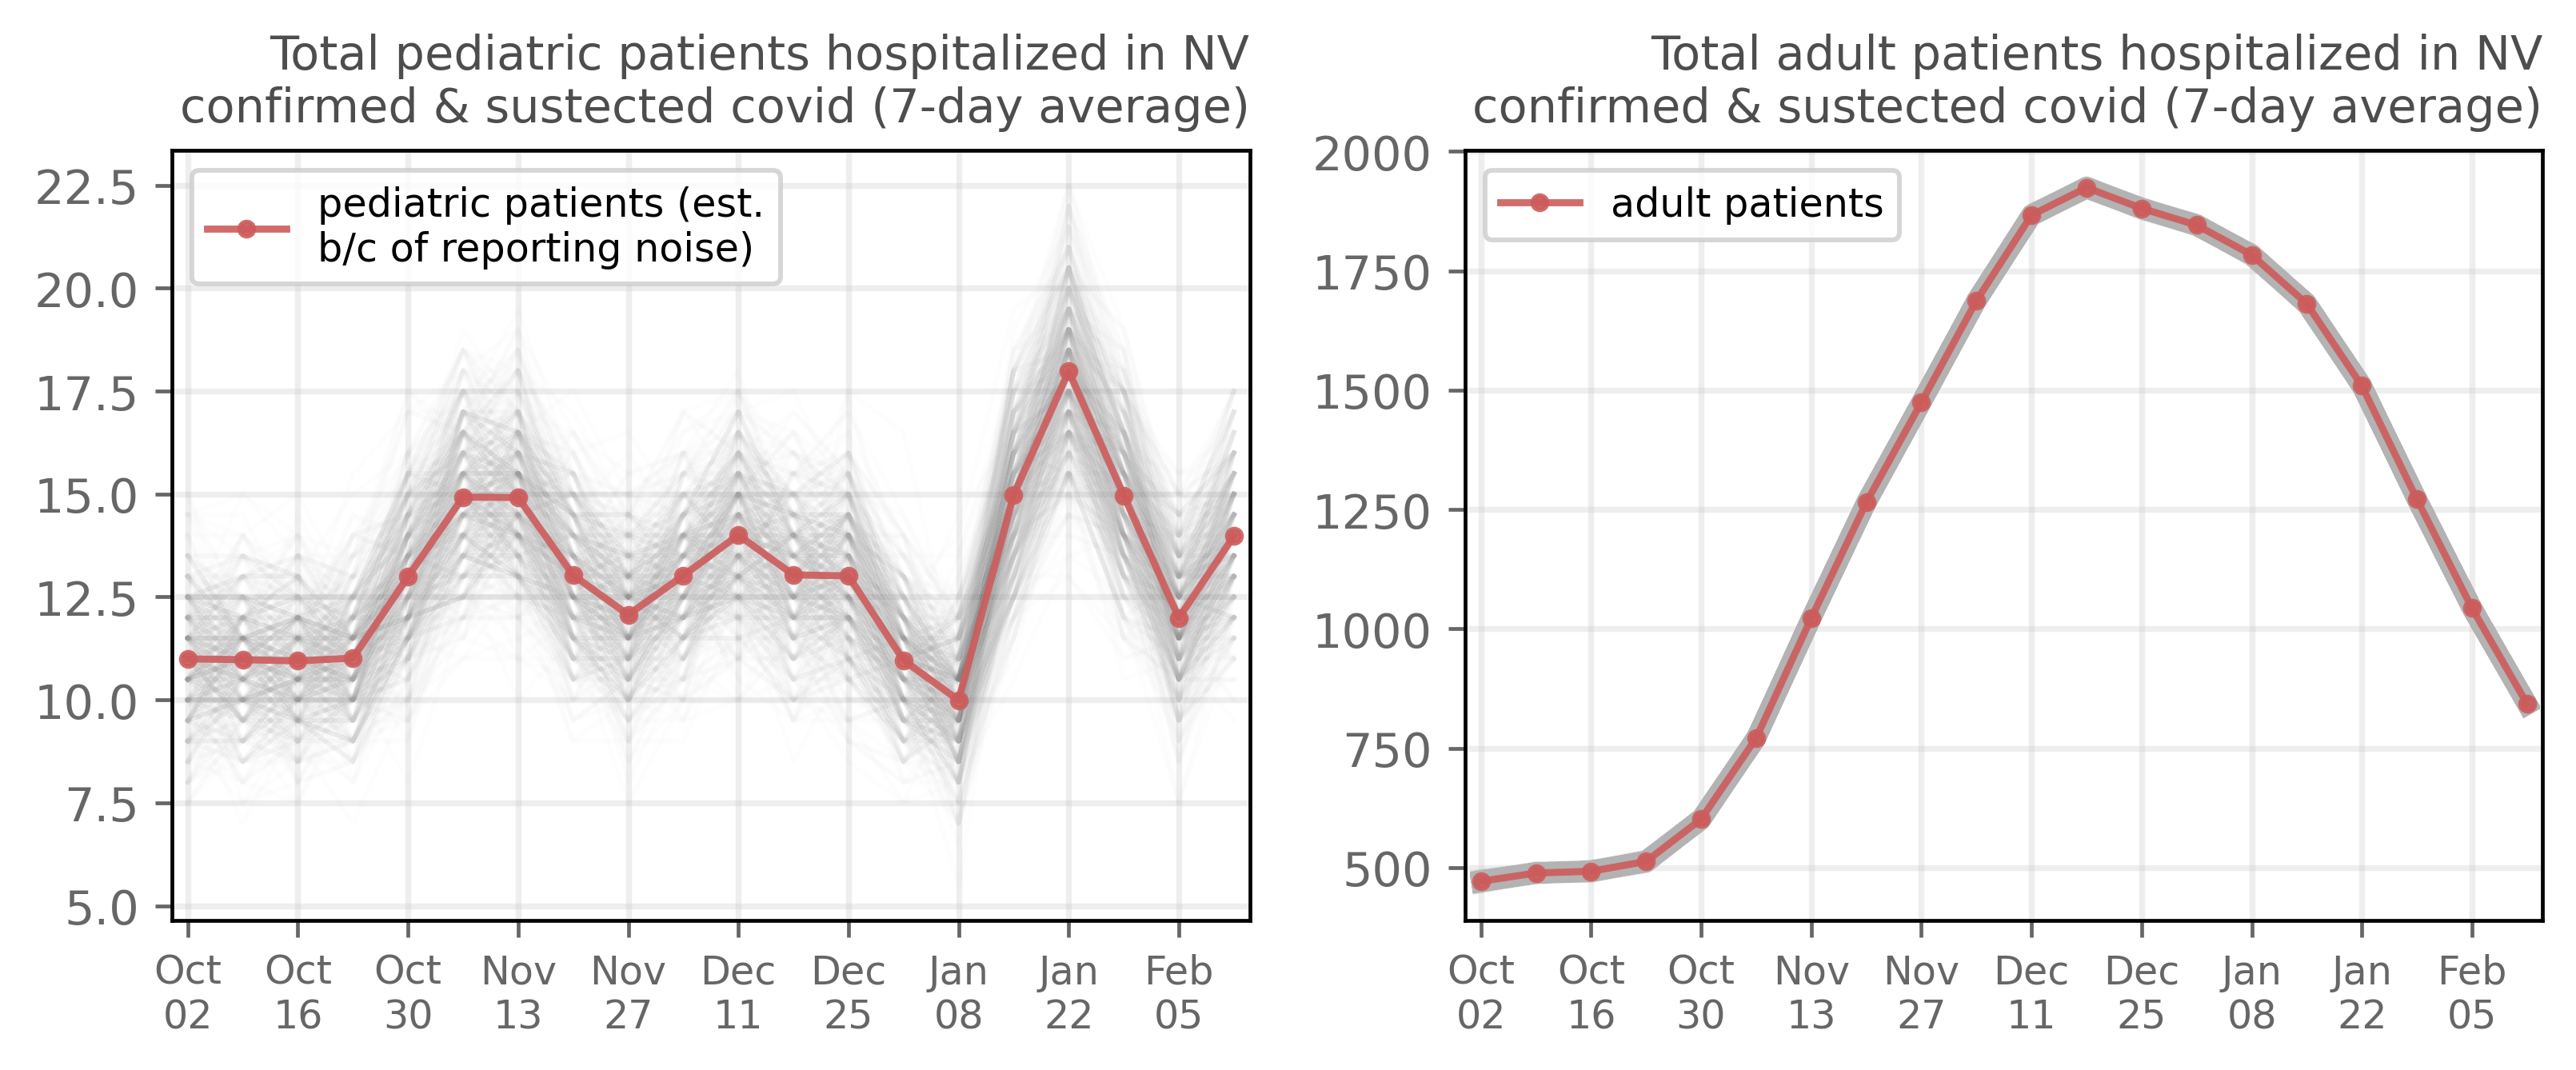 Total pediatric patients hospitalized in NV
confirmed & sustected covid (7-day average)
22.5
20.0
17.5
15.0
12.5
10.0
7.5
5.0
pediatric patients (est.
b/c of reporting noise)
Oct Oct Oct Nov Nov Dec Dec Jan Jan Feb
02 16 30 13 27 11 25 08 22 05
Total adult patients hospitalized in NV
confirmed & sustected covid (7-day average)
2000
1750
1500
1250
1000
750
500
adult patients
Oct Oct Oct Nov Nov Dec Dec Jan Jan Feb
02 16 30 13 27 11 25 08 22 05